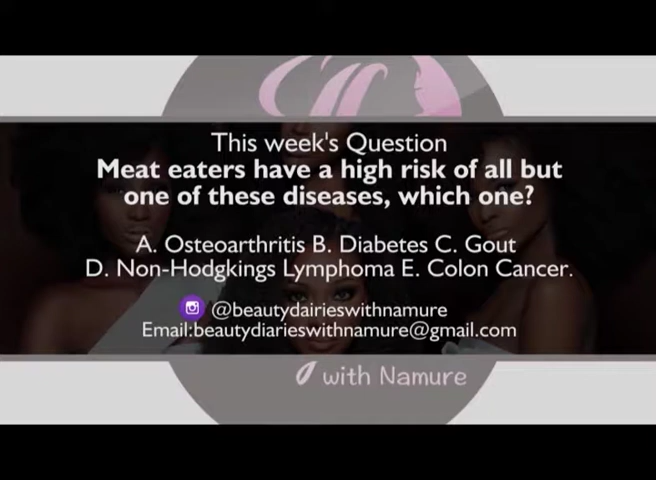 This week's Question
Meat eaters have a high risk of all but
one of these diseases, which one?
A. Osteoarthritis B. Diabetes C. Gout
D. Non-Hodgkings Lymphoma E. Colon Cancer.
@beautydairieswithnamure
Email:beautydiarieswithnamure@gmail.com
with Namure